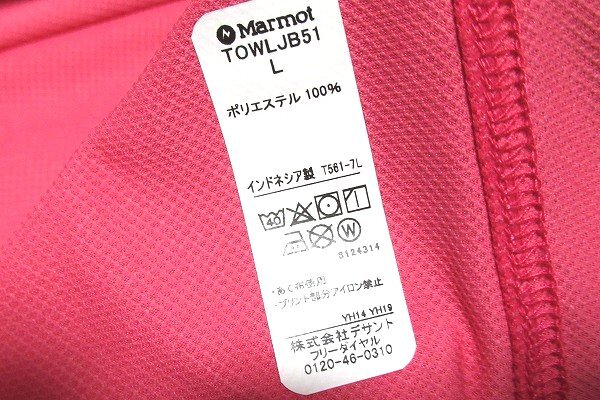 Marmot
TOWLJB51
L
ポリエステル 100%
インドネシア製 T561-7L
40
W
S124314
・あて布使用
・プリント部分アイロン禁止
YH14 YH19
株式会社デサント
フリーダイヤル
0120-46-0310